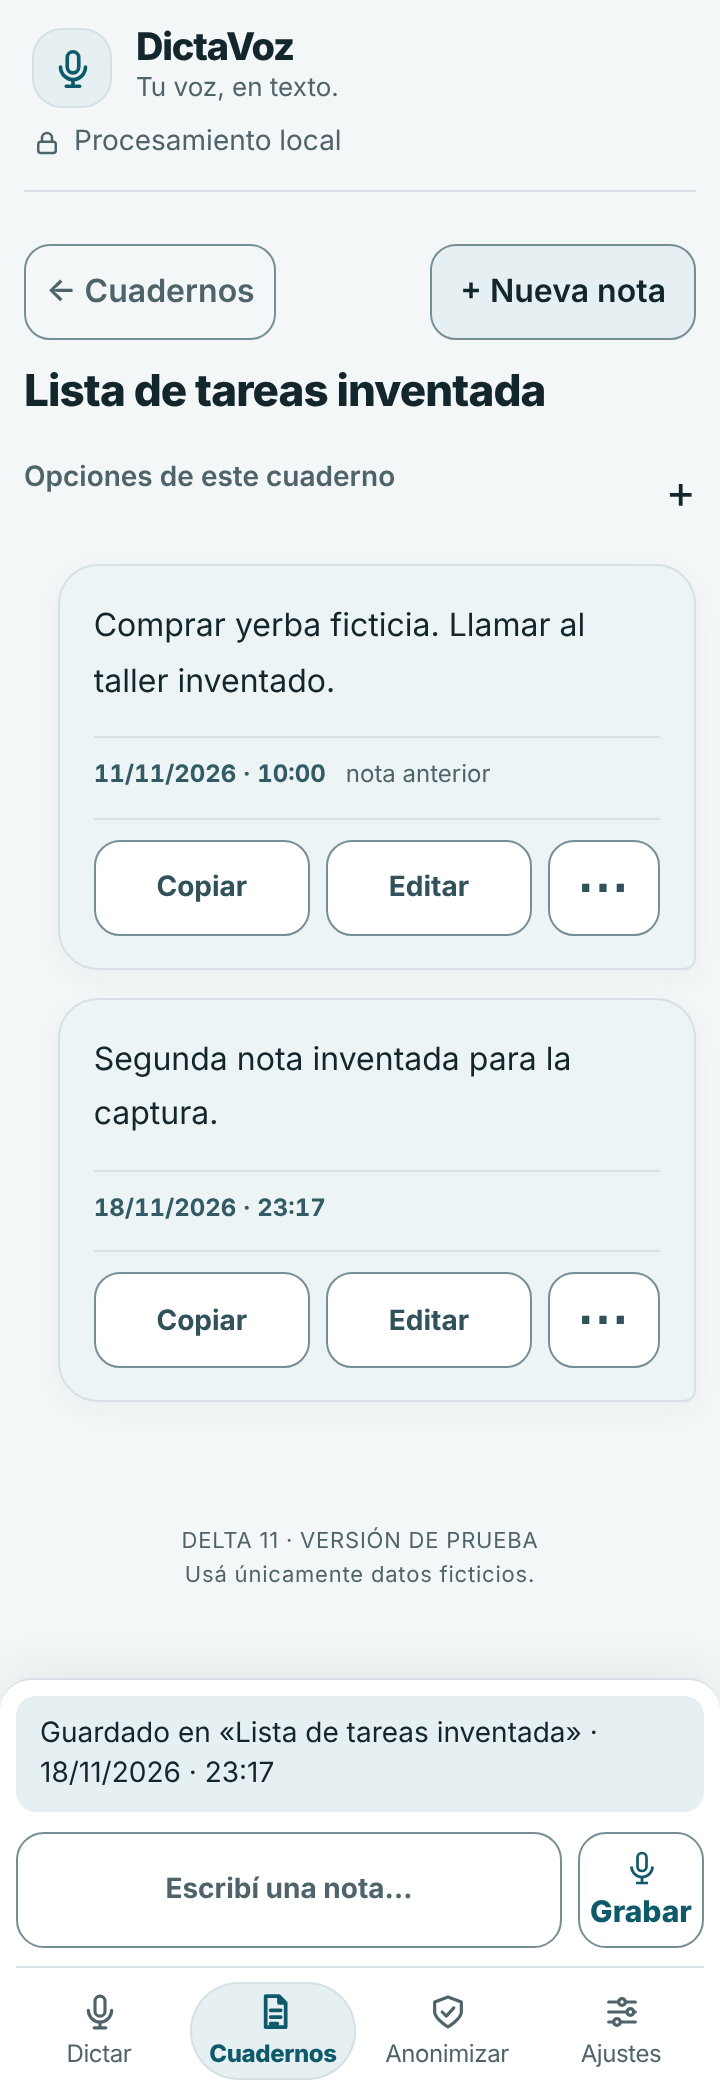 DictaVoz
Tu voz, en texto.
Procesamiento local
← Cuadernos
+ Nueva nota
Lista de tareas inventada
Opciones de este cuaderno
+
Comprar yerba ficticia. Llamar al
taller inventado.
11/11/2026 · 10:00 nota anterior
Copiar
Editar
...
Segunda nota inventada para la
captura.
18/11/2026 · 23:17
Copiar
Editar
...
DELTA 11 · VERSIÓN DE PRUEBA
Usá únicamente datos ficticios.
Guardado en «Lista de tareas inventada» ·
18/11/2026 · 23:17
Escribí una nota...
Grabar
Dictar
Cuadernos
Anonimizar
Ajustes